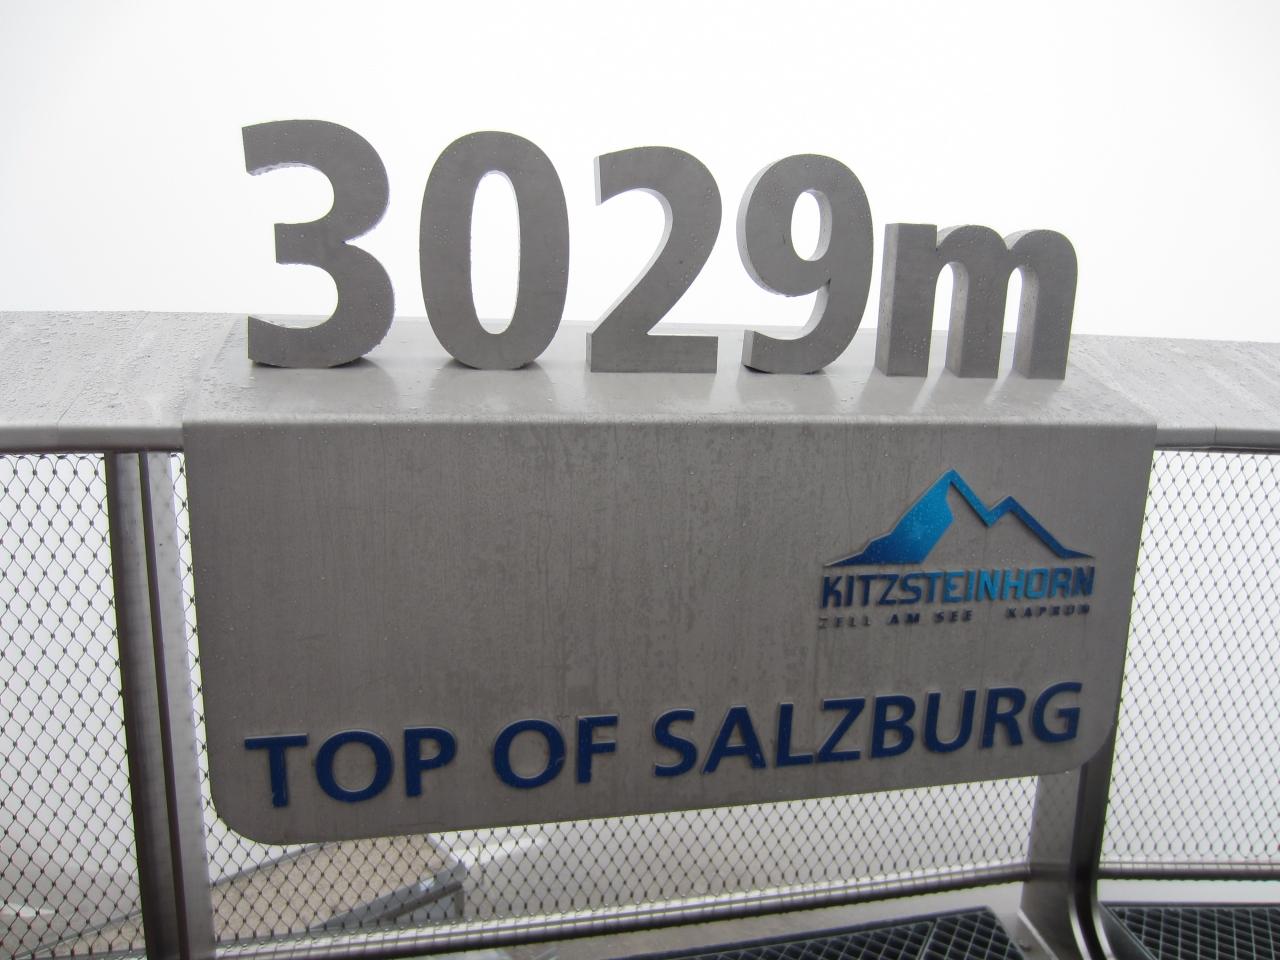 3029m
KITZSTEINHORN
ZELL AM SEE KAPRUN
TOP OF SALZBURG